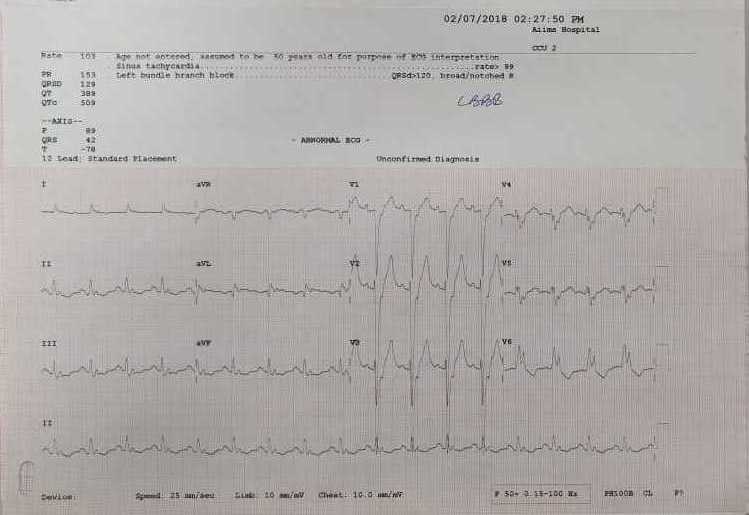 02/07/2018 02:27:50 PM
Aiims Hospital
CCU 2
Rate 103 . Age not entered, assumed to be 50 years old for purpose of ECG interpretation
. Sinus tachycardia...rate> 99
PR 153 . Left bundle branch block...QRSd>120, broad/notched R
QRSD 129
QT 389
QTc 509
LBBB
--AXIS--
P 89
QRS 42
T -78
- ABNORMAL ECG -
12 Lead; Standard Placement
Unconfirmed Diagnosis
I aVR V1 V4
II aVL V2 V5
III aVF V3 V6
II
Device: Speed: 25 mm/sec Limb: 10 mm/mV Chest: 10.0 mm/mV F 50~ 0.15-100 Hz PH100B CL P?